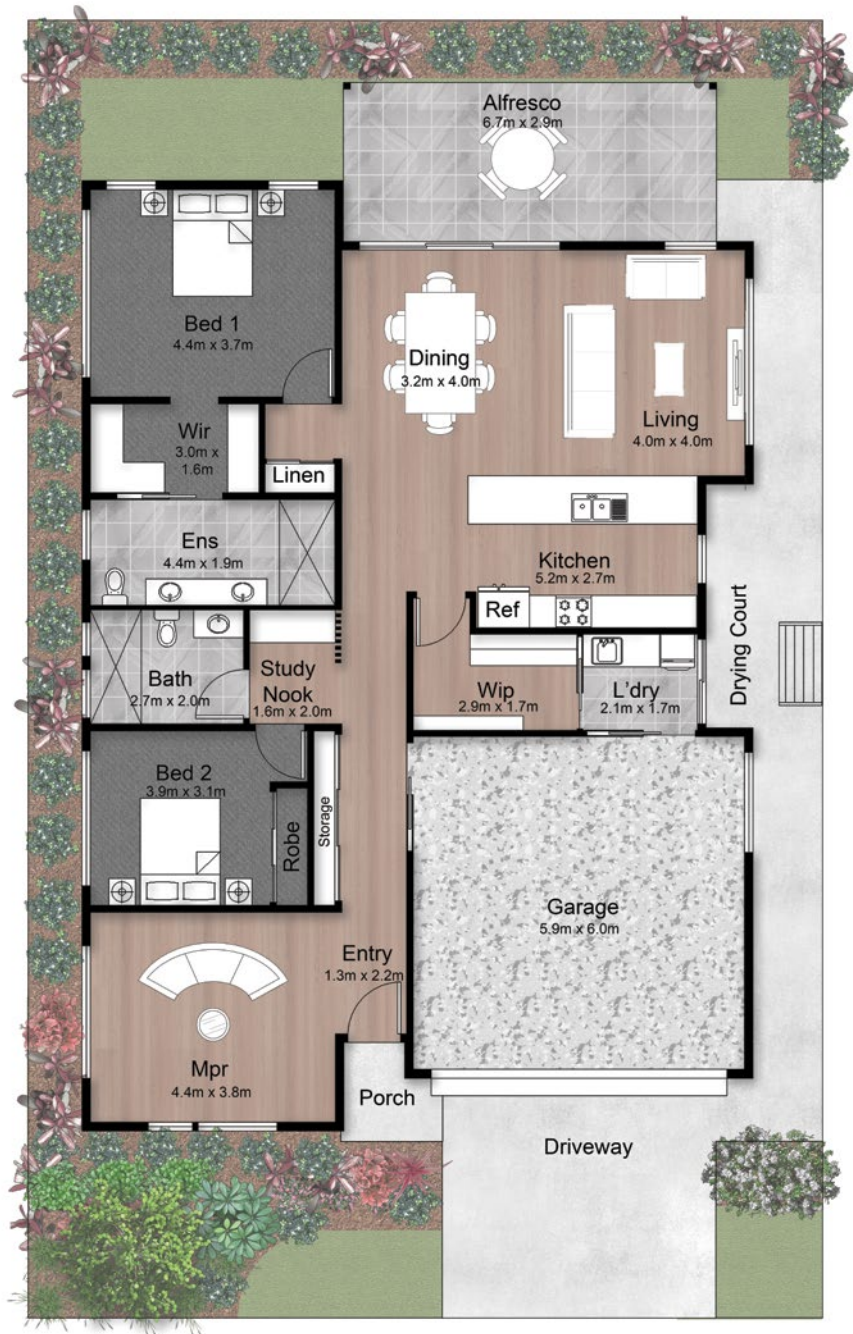 Alfresco
6.7m x 2.9m
Bed 1
4.4m x 3.7m
Dining
3.2m x 4.0m
Living
4.0m x 4.0m
Wir
3.0m x
1.6m
Linen
Ens
4.4m x 1.9m
Kitchen
5.2m x 2.7m
Ref
Drying Court
Bath
2.7m x 2.0m
Study
Nook
1.6m x 2.0m
Wip
2.9m x 1.7m
L'dry
2.1m x 1.7m
Bed 2
3.9m x 3.1m
Robe
Storage
Garage
5.9m x 6.0m
Entry
1.3m x 2.2m
Mpr
4.4m x 3.8m
Porch
Driveway